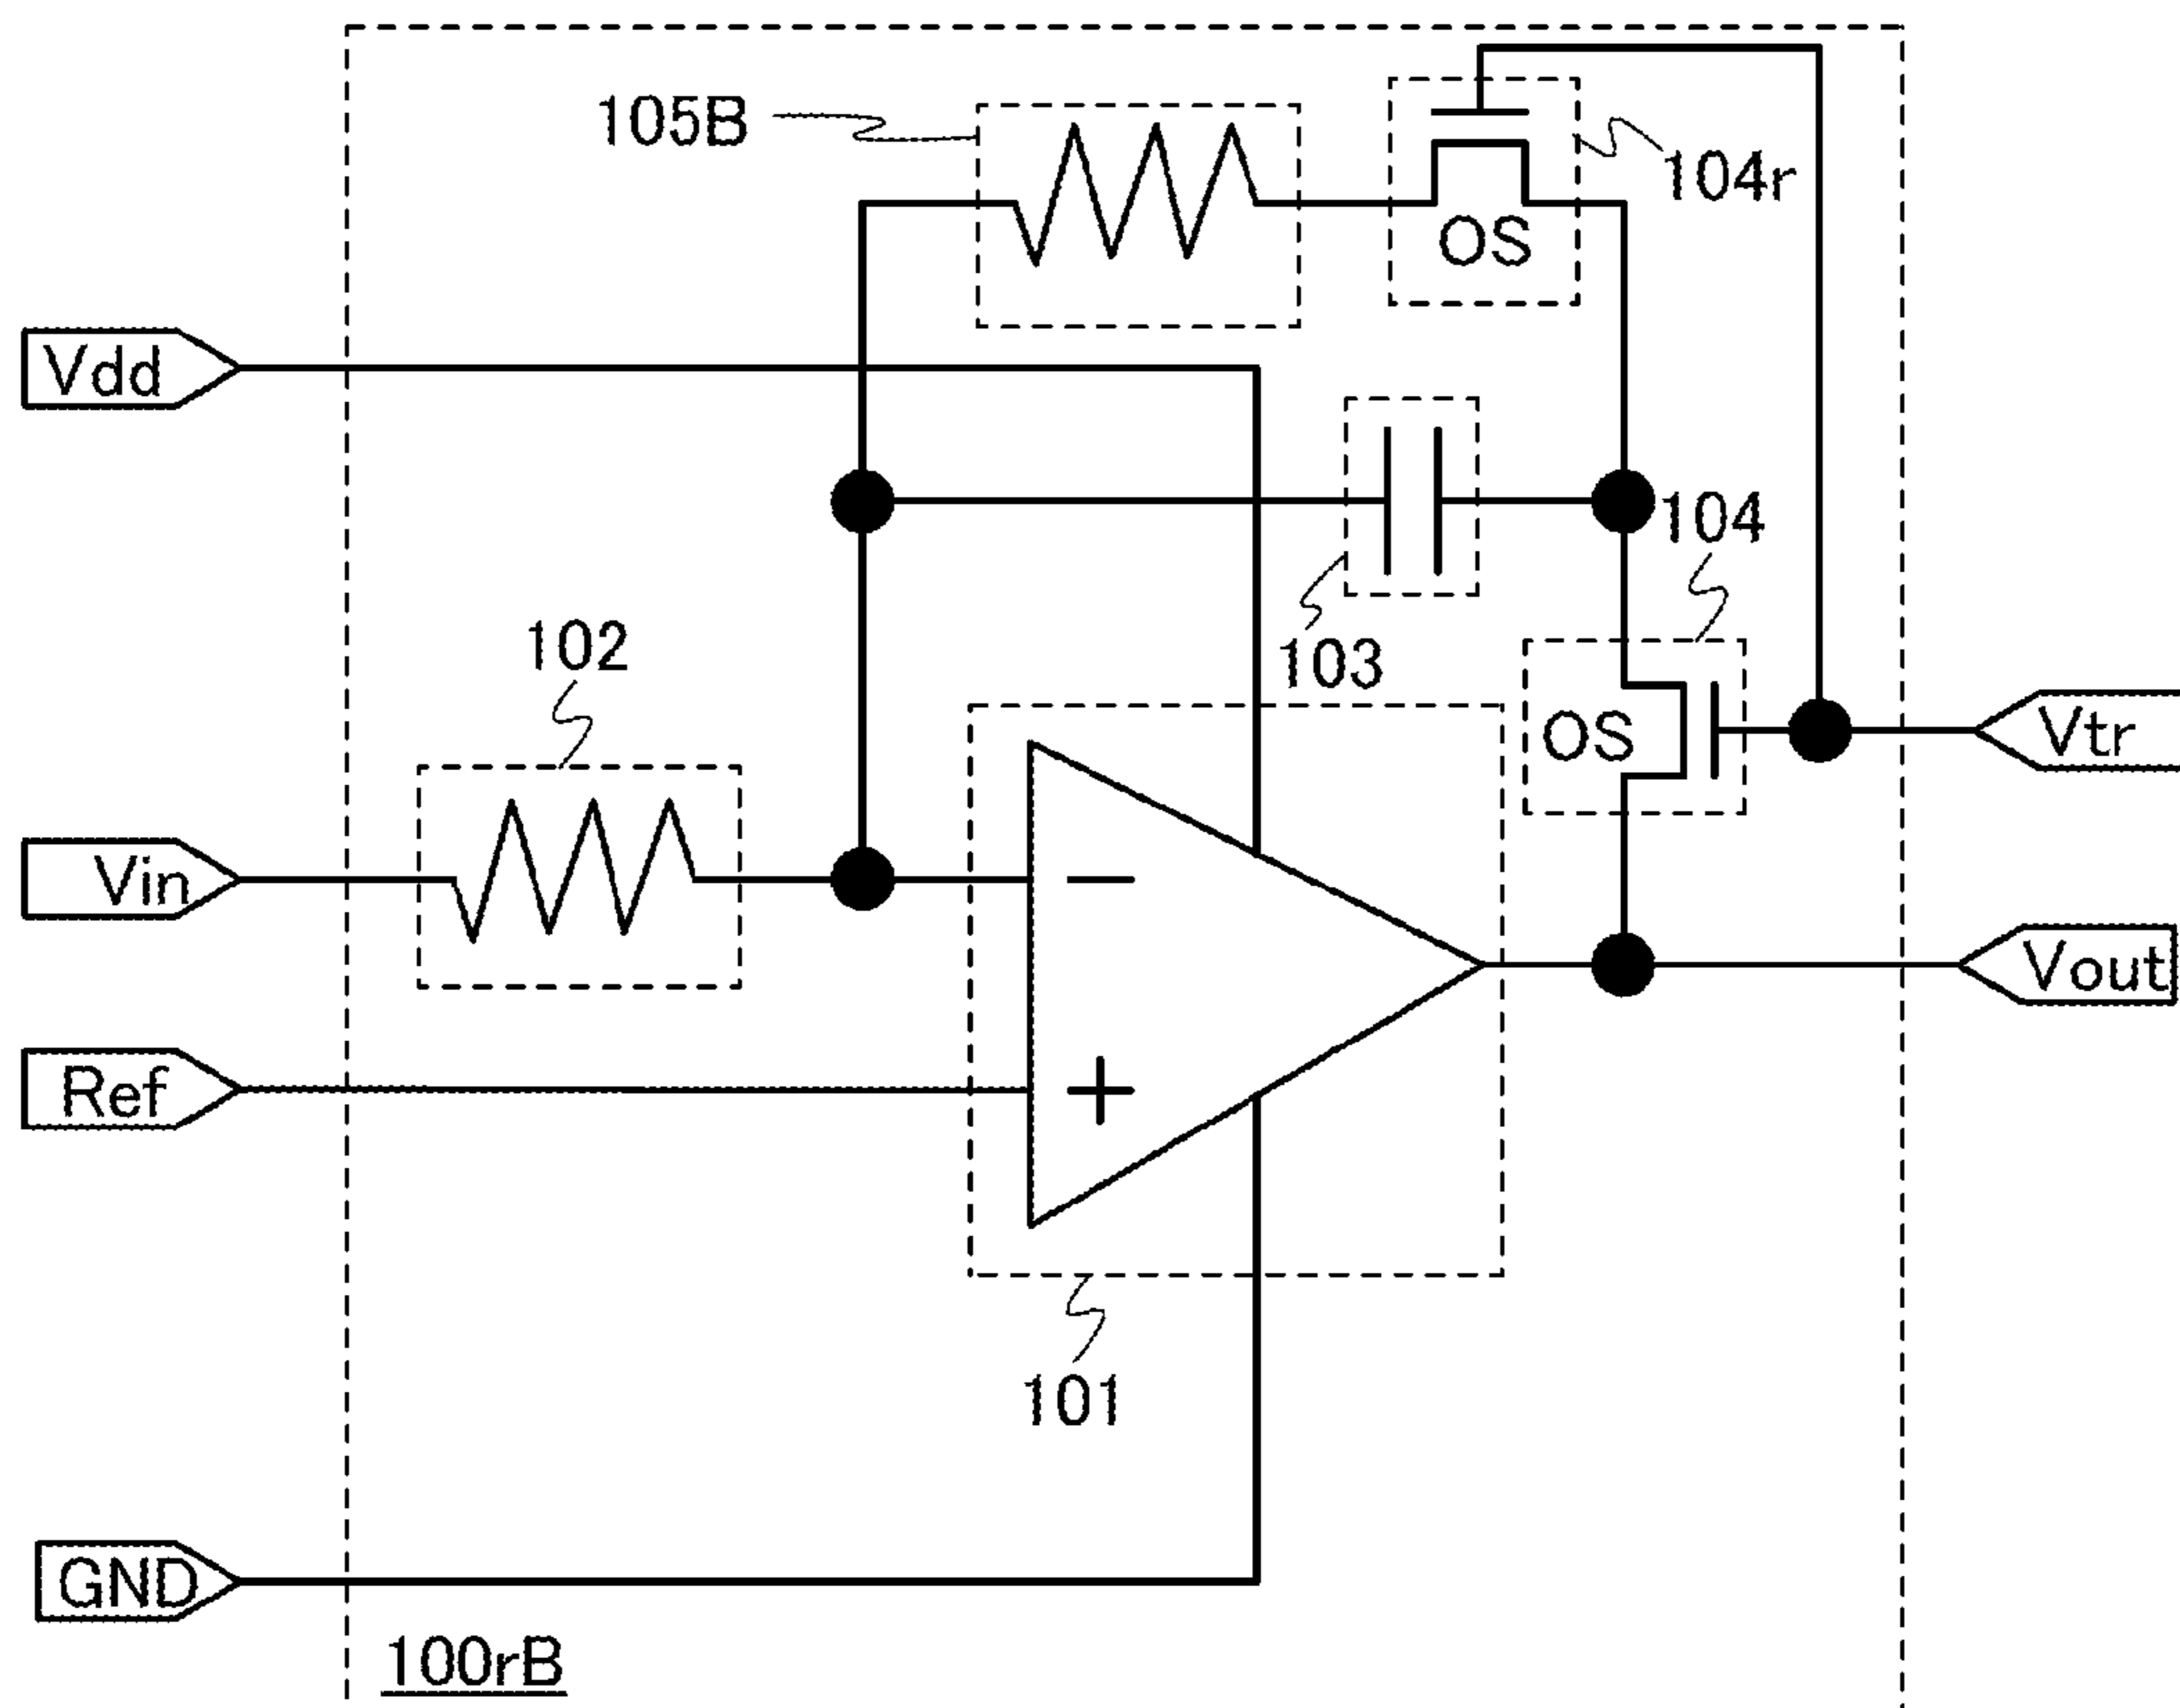 105B
104r
OS
Vdd
104
103
102
OS
Vtr
Vin
−
Vout
Ref
+
101
GND
100rB